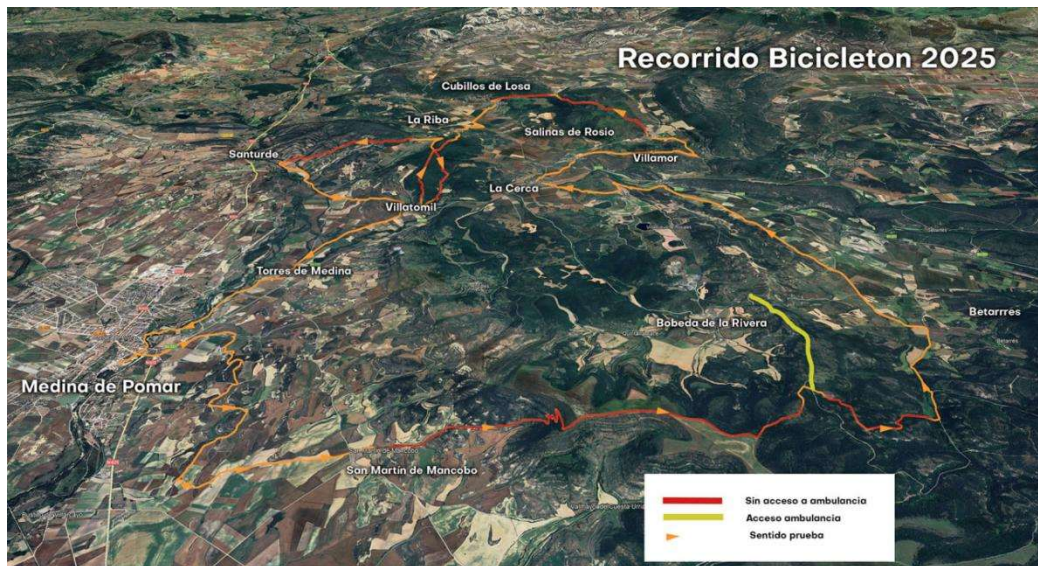 Recorrido Bicicleton 2025
Cubillos de Losa
La Riba
Salinas de Rosio
Santurde
Villamor
La Cerca
Villatomil
Torres de Medina
Betarrres
Bobeda de la Rivera
Medina de Pomar
San Martín de Mancobo
Sin acceso a ambulancia
Acceso ambulancia
Sentido prueba